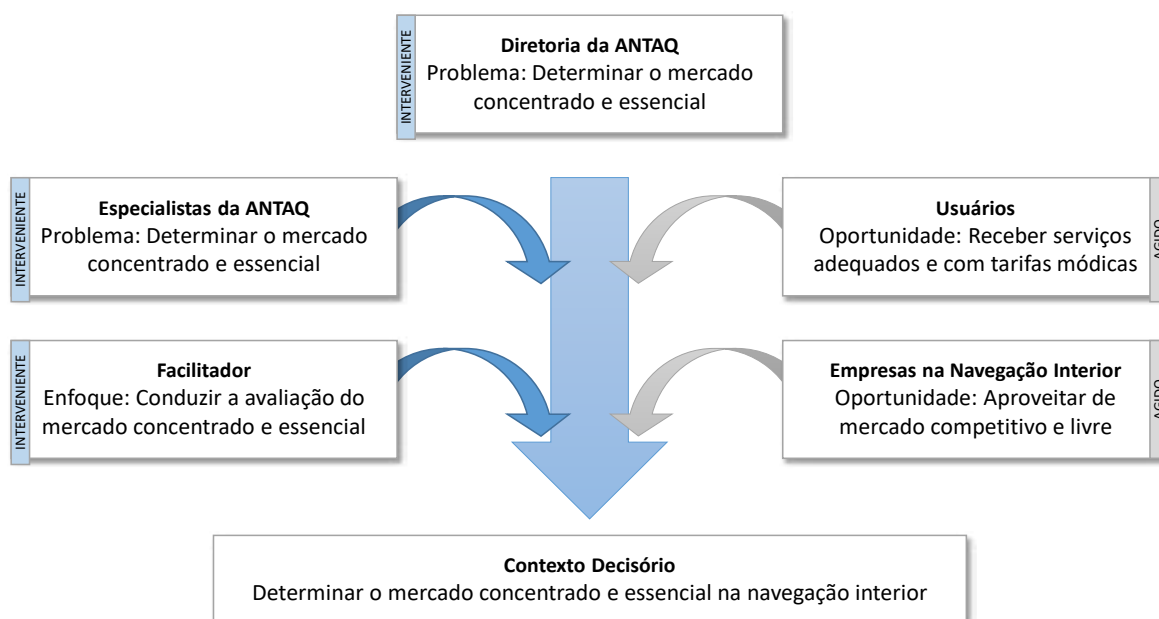 INTERVENIENTE
Diretoria da ANTAQ
Problema: Determinar o mercado
concentrado e essencial
INTERVENIENTE
Especialistas da ANTAQ
Problema: Determinar o mercado
concentrado e essencial
Usuários
Oportunidade: Receber serviços
adequados e com tarifas módicas
AGIDO
INTERVENIENTE
Facilitador
Enfoque: Conduzir a avaliação do
mercado concentrado e essencial
Empresas na Navegação Interior
Oportunidade: Aproveitar de
mercado competitivo e livre
AGIDO
Contexto Decisório
Determinar o mercado concentrado e essencial na navegação interior